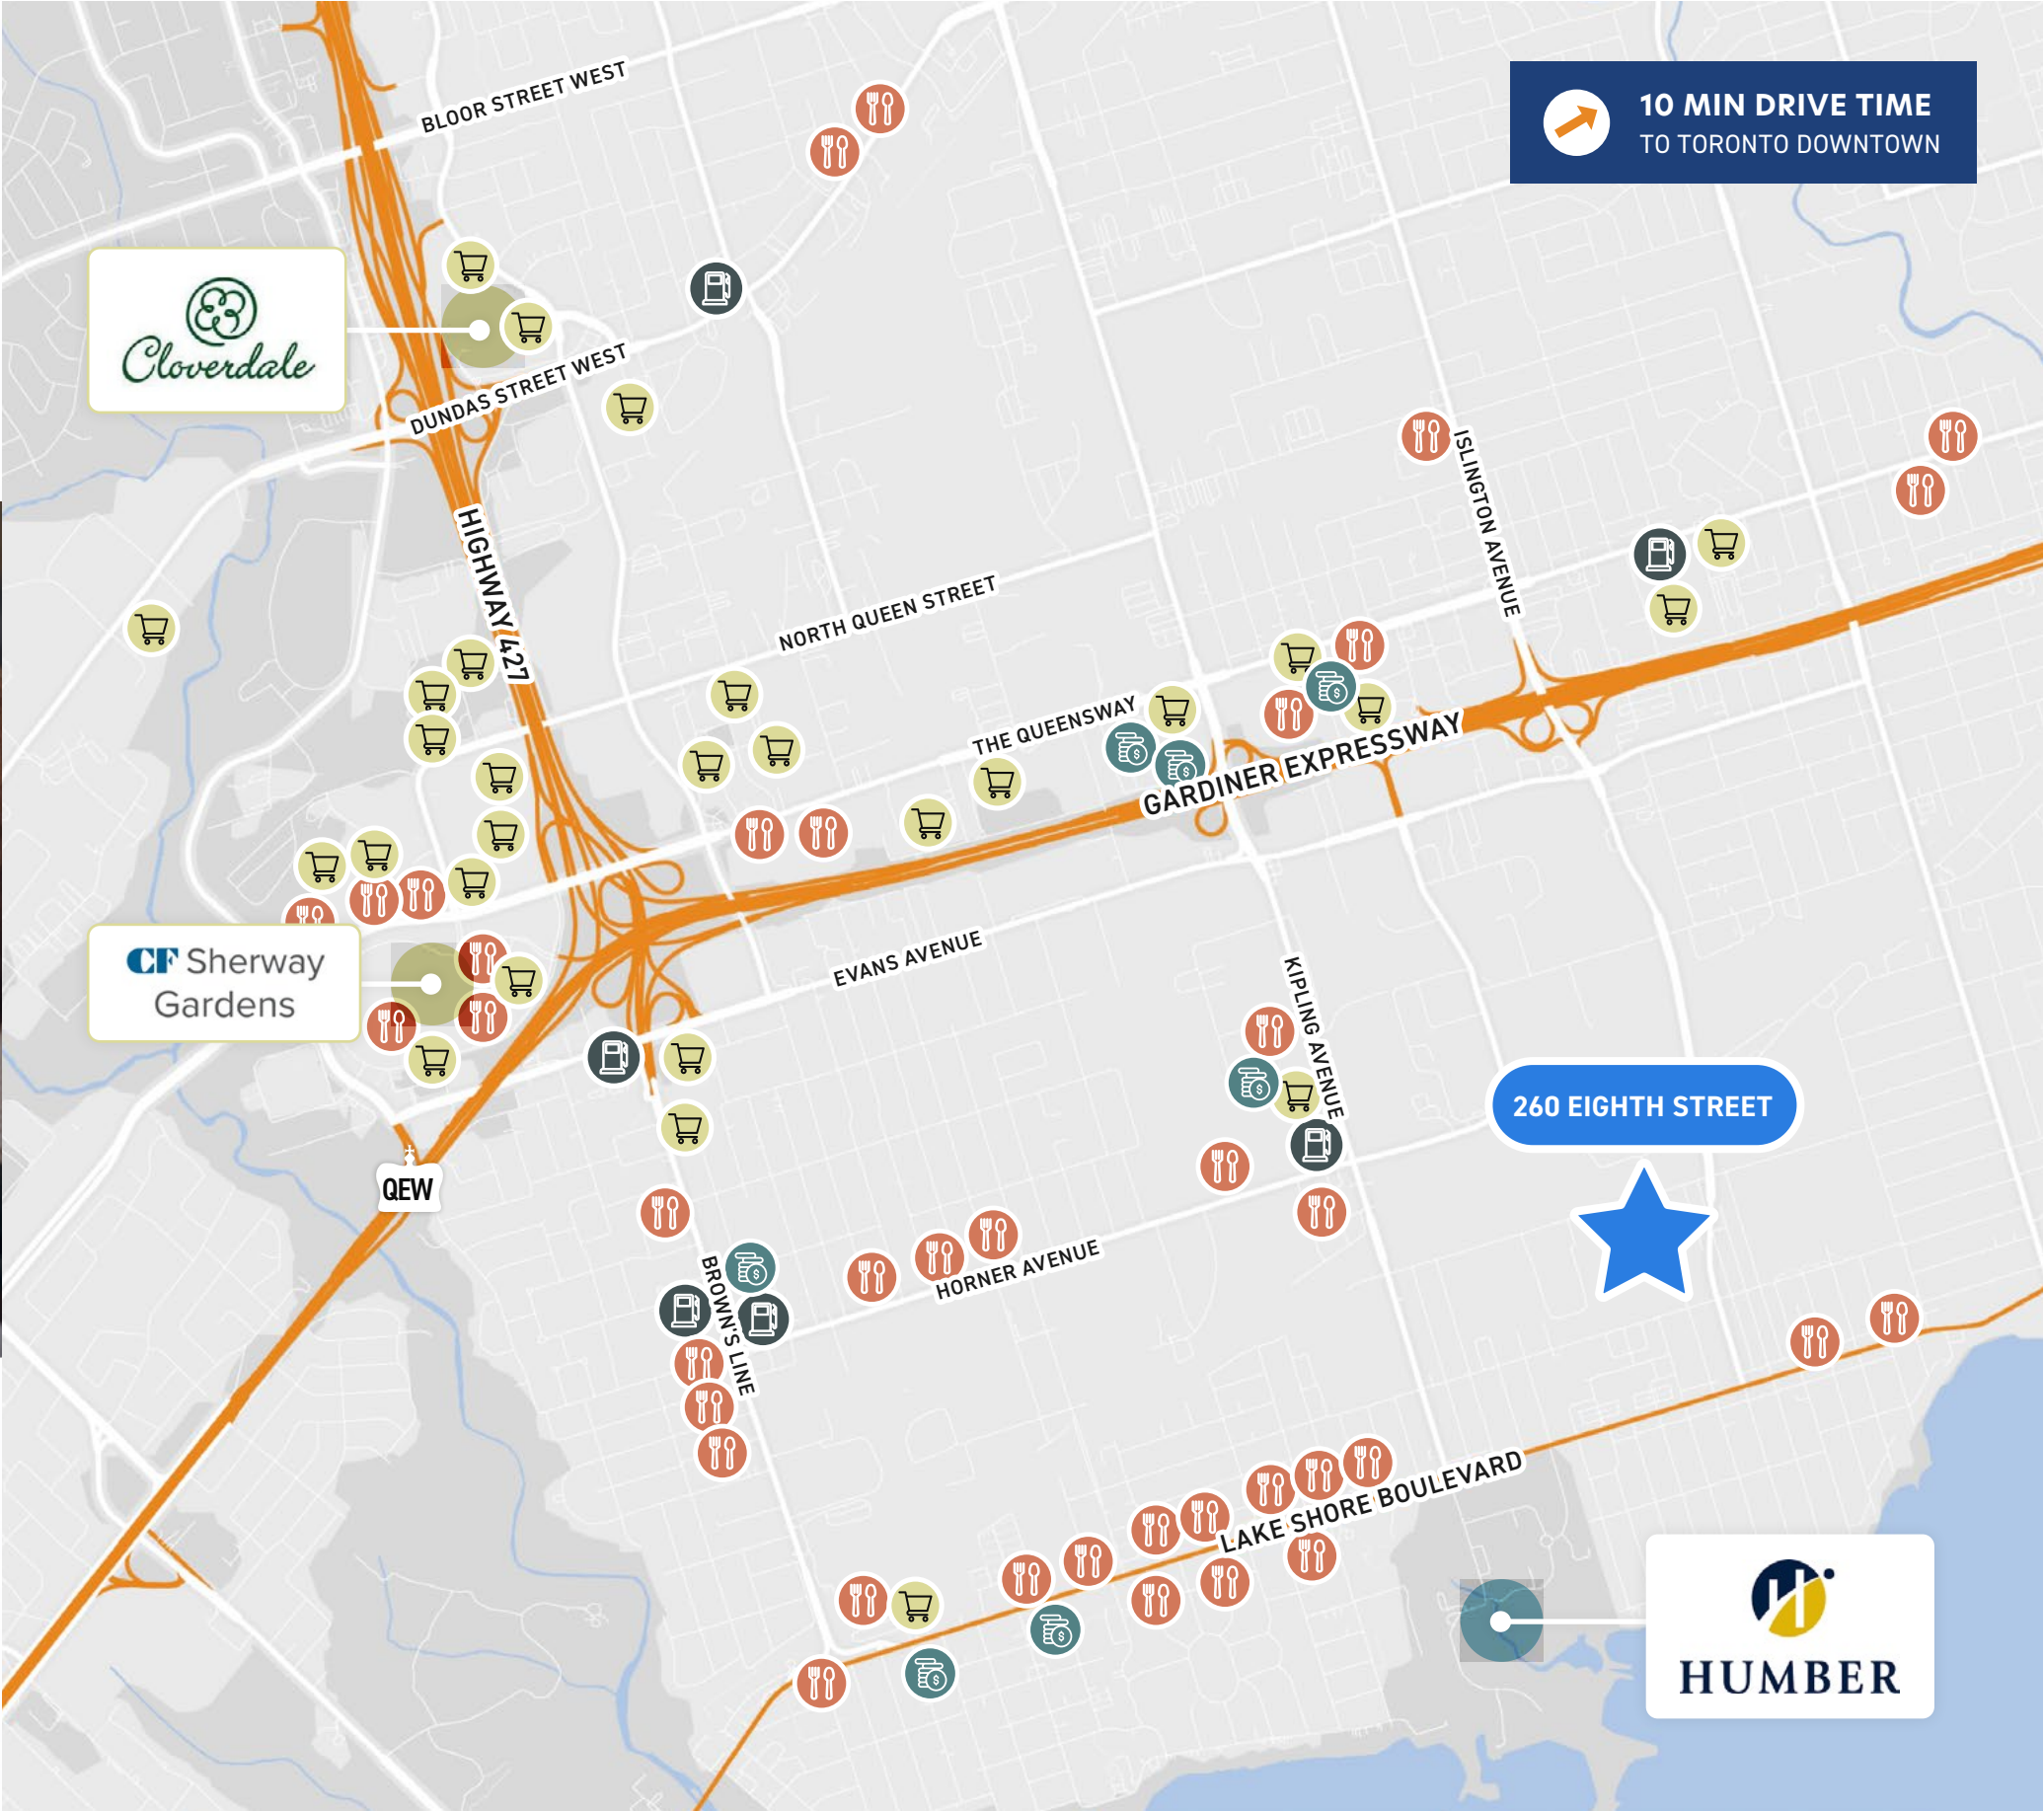 BLOOR STREET WEST
10 MIN DRIVE TIME
TO TORONTO DOWNTOWN
Cloverdale
DUNDAS STREET WEST
HIGHWAY 427
ISLINGTON AVENUE
NORTH QUEEN STREET
THE QUEENSWAY
GARDINER EXPRESSWAY
CF Sherway
Gardens
EVANS AVENUE
KIPLING AVENUE
260 EIGHTH STREET
QEW
HORNER AVENUE
BROWN'S LINE
LAKE SHORE BOULEVARD
HUMBER